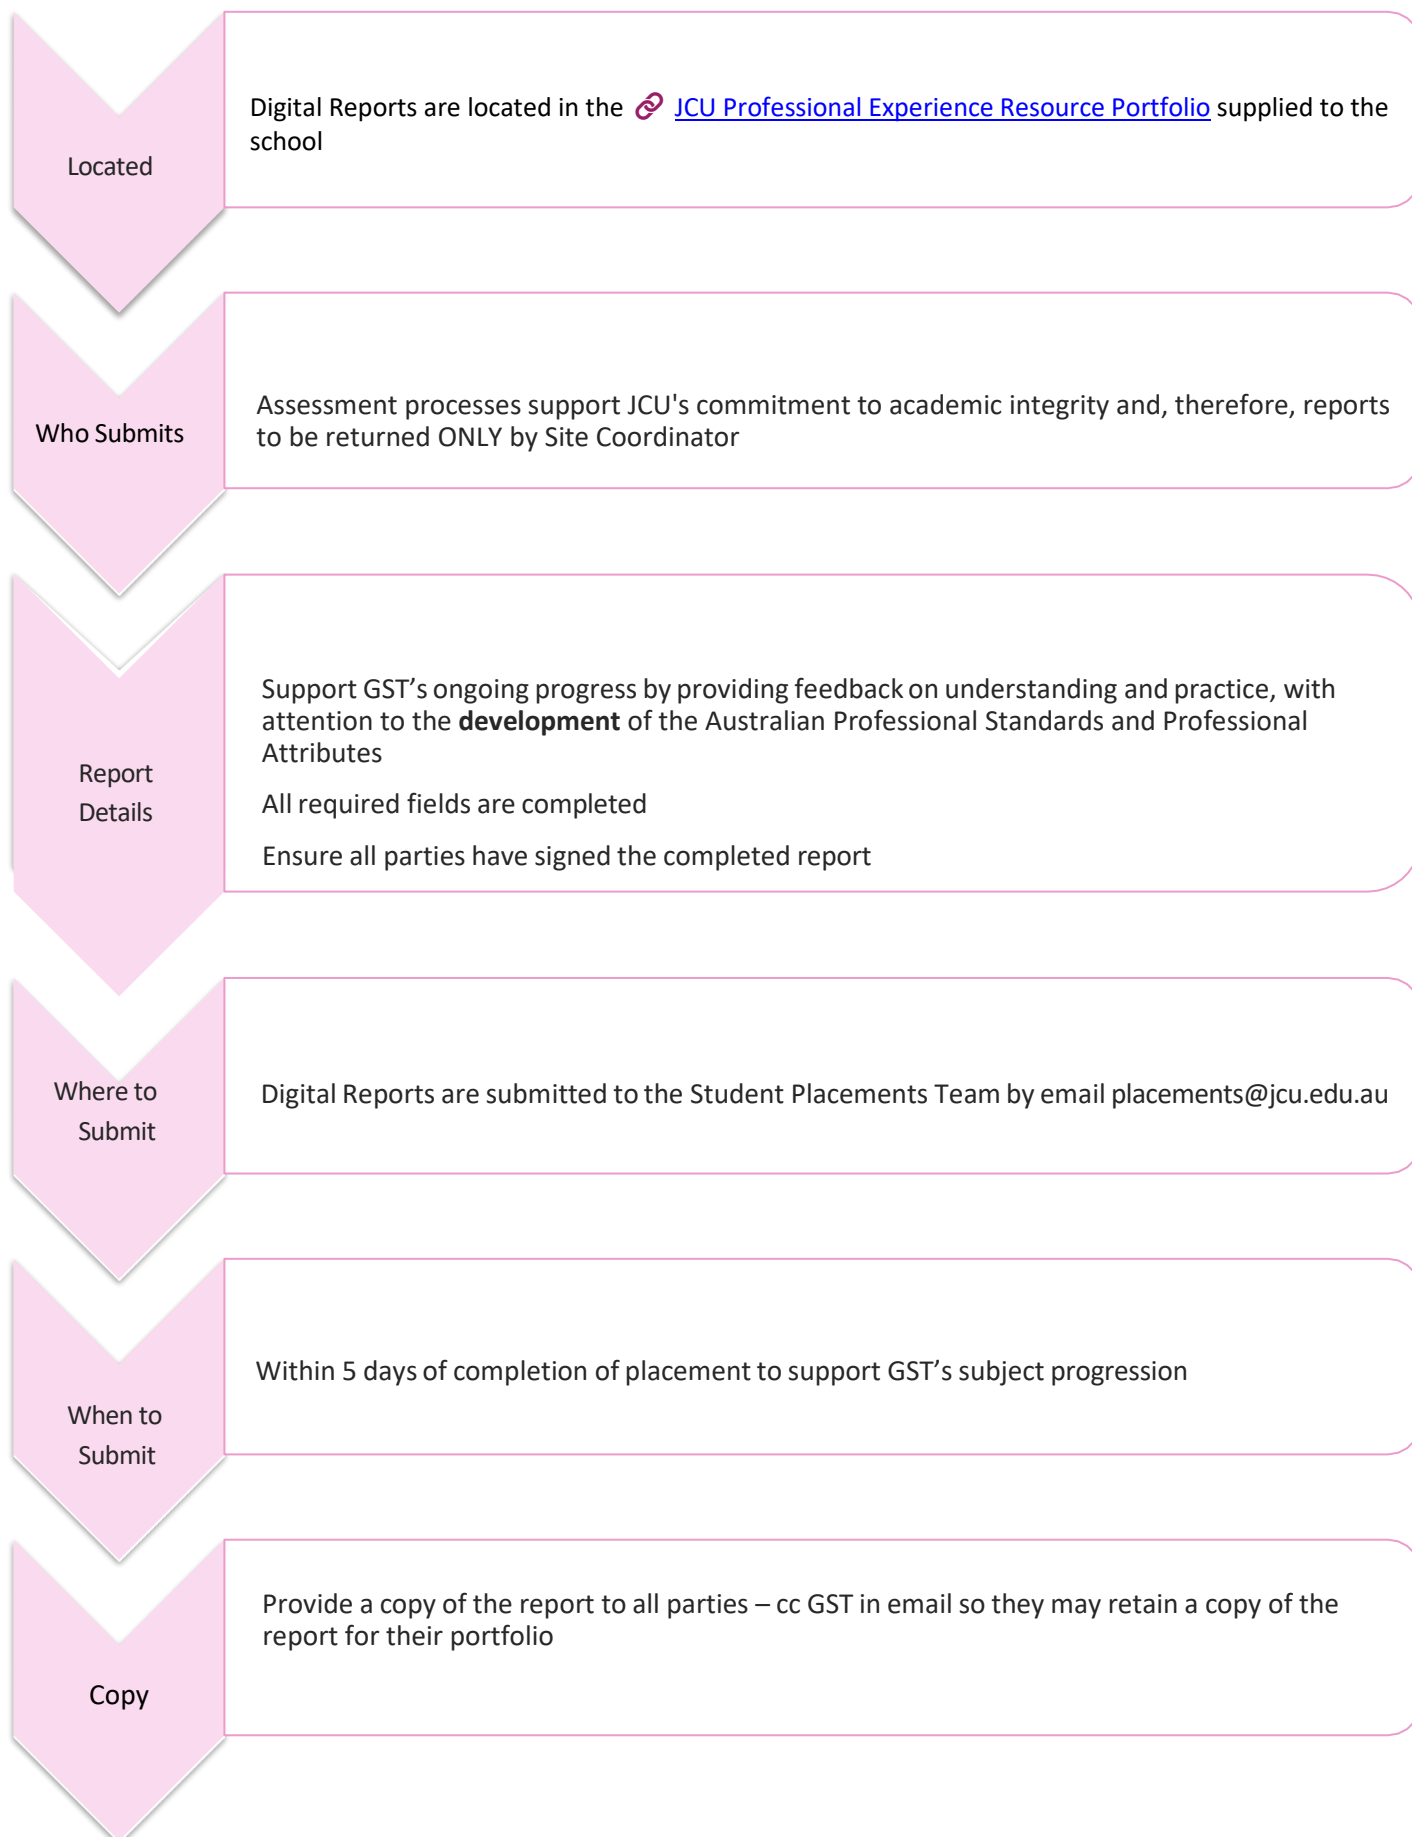 Located
Digital Reports are located in the JCU Professional Experience Resource Portfolio supplied to the
school
Who Submits
Assessment processes support JCU's commitment to academic integrity and, therefore, reports
to be returned ONLY by Site Coordinator
Report
Details
Support GST’s ongoing progress by providing feedback on understanding and practice, with
attention to the development of the Australian Professional Standards and Professional
Attributes
All required fields are completed
Ensure all parties have signed the completed report
Where to
Submit
Digital Reports are submitted to the Student Placements Team by email placements@jcu.edu.au
When to
Submit
Within 5 days of completion of placement to support GST’s subject progression
Copy
Provide a copy of the report to all parties – cc GST in email so they may retain a copy of the
report for their portfolio